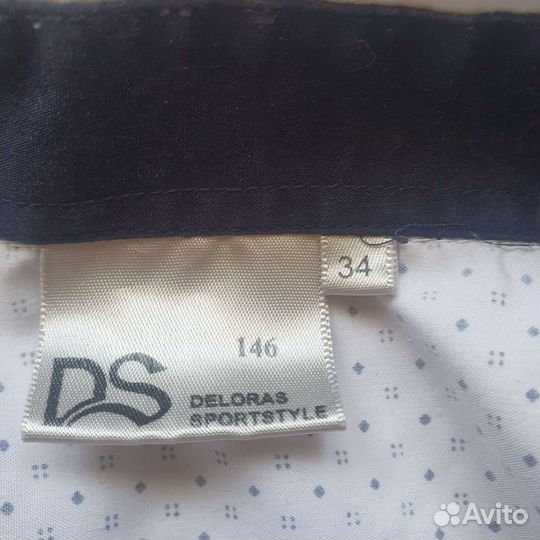 34
146
DS
DELORAS
SPORTSTYLE
Avito